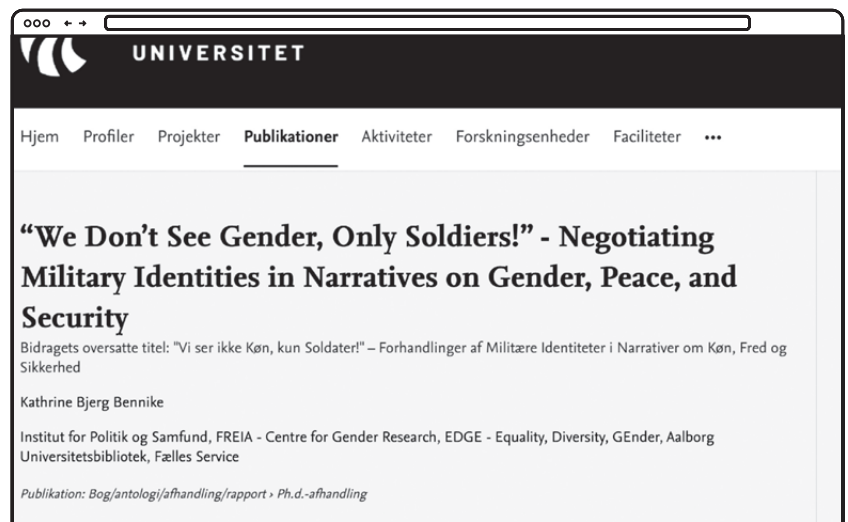 UNIVERSITET
Hjem Profiler Projekter Publikationer Aktiviteter Forskningsenheder Faciliteter •••
“We Don’t See Gender, Only Soldiers!” - Negotiating
Military Identities in Narratives on Gender, Peace, and
Security
Bidragets oversatte titel: "Vi ser ikke Køn, kun Soldater!" – Forhandlinger af Militære Identiteter i Narrativer om Køn, Fred og
Sikkerhed
Kathrine Bjerg Bennike
Institut for Politik og Samfund, FREIA - Centre for Gender Research, EDGE - Equality, Diversity, GEnder, Aalborg
Universitetsbibliotek, Fælles Service
Publikation: Bog/antologi/afhandling/rapport › Ph.d.-afhandling